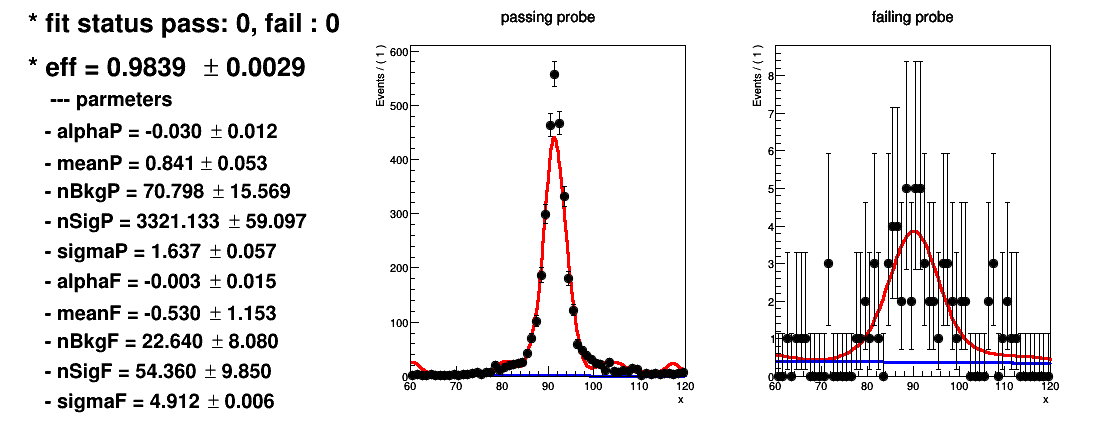 * fit status pass: 0, fail : 0
* eff = 0.9839 ± 0.0029
--- parmeters
- alphaP = -0.030 ± 0.012
- meanP = 0.841 ± 0.053
- nBkgP = 70.798 ± 15.569
- nSigP = 3321.133 ± 59.097
- sigmaP = 1.637 ± 0.057
- alphaF = -0.003 ± 0.015
- meanF = -0.530 ± 1.153
- nBkgF = 22.640 ± 8.080
- nSigF = 54.360 ± 9.850
- sigmaF = 4.912 ± 0.006
passing probe
Events / ( 1 )
600
500
400
300
200
100
0
60 70 80 90 100 110 120
x
failing probe
Events / ( 1 )
8
7
6
5
4
3
2
1
0
60 70 80 90 100 110 120
x